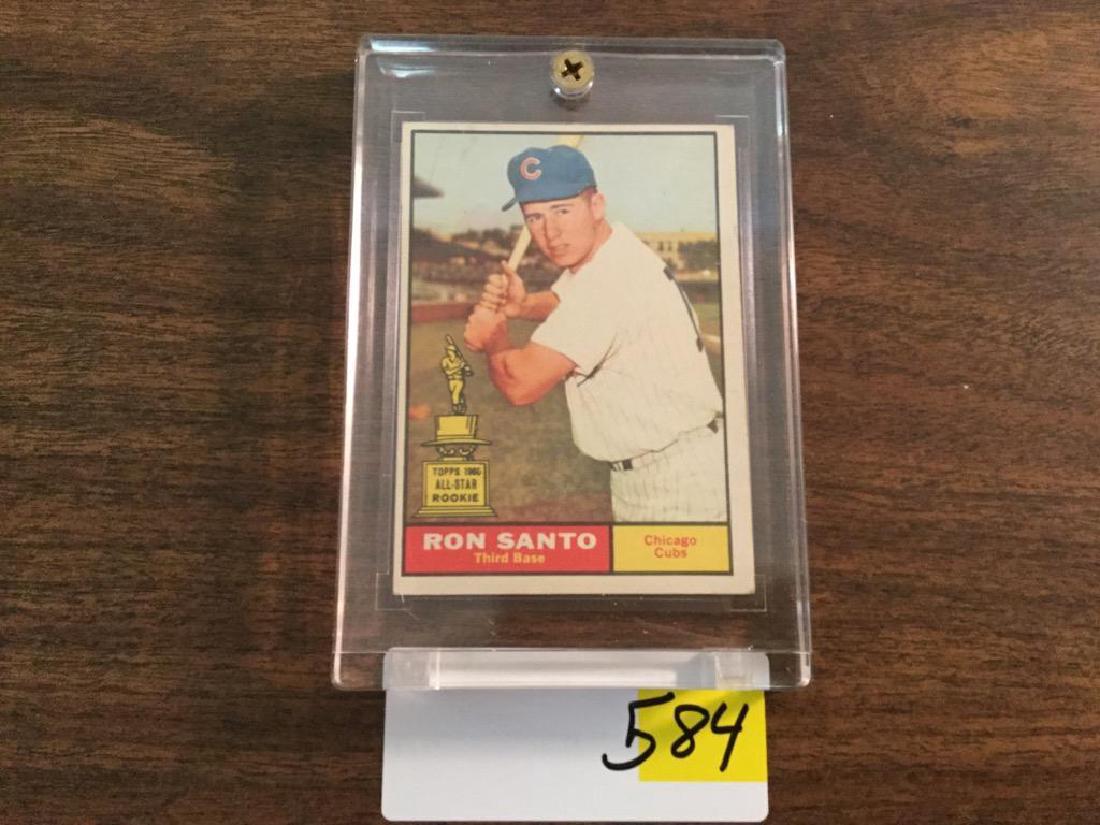 C
TOPPS 1960
ALL-STAR
ROOKIE
RON SANTO
Third Base
Chicago
Cubs
584